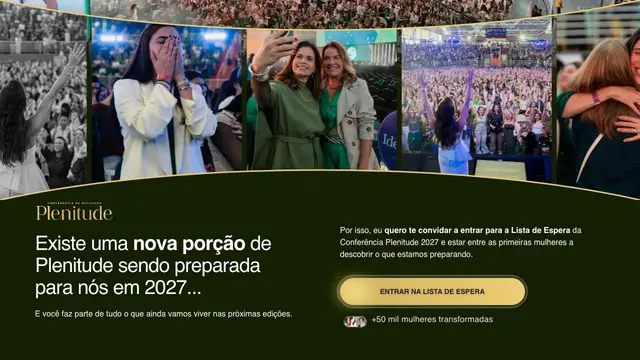 CONFERÊNCIA DE MULHERES
Plenitude
Existe uma nova porção de
Plenitude sendo preparada
para nós em 2027...
E você faz parte de tudo o que ainda vamos viver nas próximas edições.
Por isso, eu quero te convidar a entrar para a Lista de Espera da
Conferência Plenitude 2027 e estar entre as primeiras mulheres a
descobrir o que estamos preparando.
ENTRAR NA LISTA DE ESPERA
+50 mil mulheres transformadas